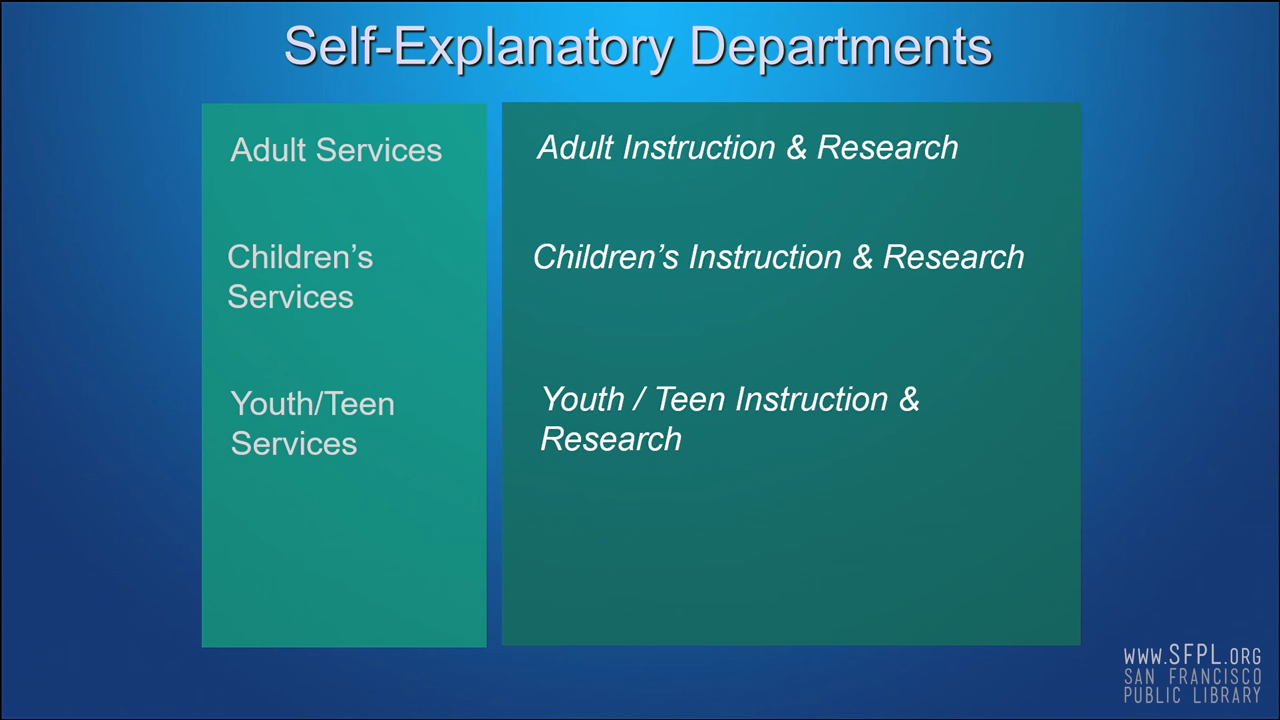 Self-Explanatory Departments
Adult Services
Adult Instruction & Research
Children’s
Services
Children’s Instruction & Research
Youth/Teen
Services
Youth / Teen Instruction &
Research
WWW.SFPL.ORG
SAN FRANCISCO
PUBLIC LIBRARY